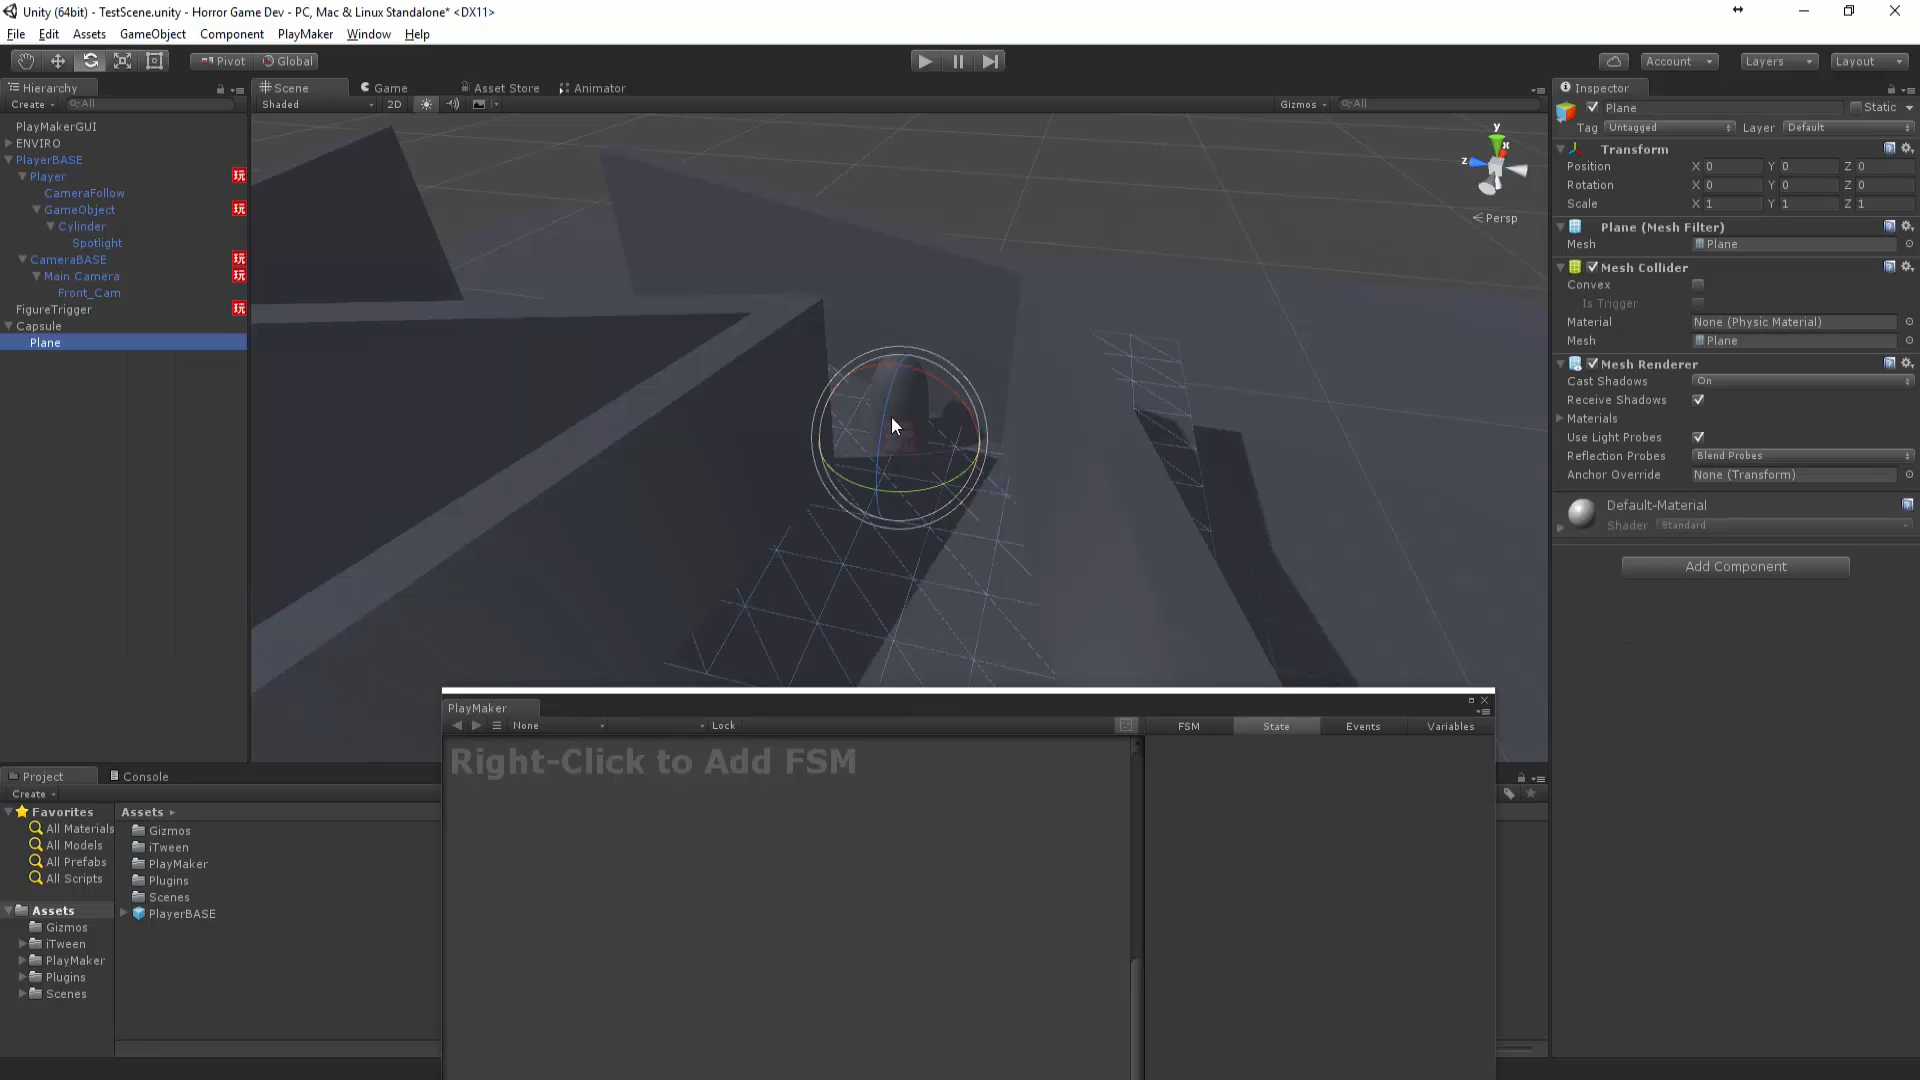 Unity (64bit) - TestScene.unity - Horror Game Dev - PC, Mac & Linux Standalone* <DX11>
File Edit Assets GameObject Component PlayMaker Window Help
Pivot Global Account Layers Layout
Hierarchy Scene Game Asset Store Animator Inspector
Create All Shaded 2D Gizmos All Plane Static
Tag Untagged Layer Default
PlayMakerGUI
ENVIRO
PlayerBASE
Player 玩
CameraFollow
GameObject 玩
Cylinder
Spotlight
CameraBASE 玩
Main Camera 玩
Front_Cam
FigureTrigger 玩
Capsule
Plane
y
x
z
Persp
Transform
Position X 0 Y 0 Z 0
Rotation X 0 Y 0 Z 0
Scale X 1 Y 1 Z 1
Plane (Mesh Filter)
Mesh Plane
Mesh Collider
Convex
Is Trigger
Material None (Physic Material)
Mesh Plane
Mesh Renderer
Cast Shadows On
Receive Shadows
Materials
Use Light Probes
Reflection Probes Blend Probes
Anchor Override None (Transform)
Default-Material
Shader Standard
Add Component
PlayMaker
None Lock FSM State Events Variables
Right-Click to Add FSM
Project Console
Create
Favorites
All Materials
All Models
All Prefabs
All Scripts
Assets
Gizmos
iTween
PlayMaker
Plugins
Scenes
Assets
Gizmos
iTween
PlayMaker
Plugins
Scenes
PlayerBASE